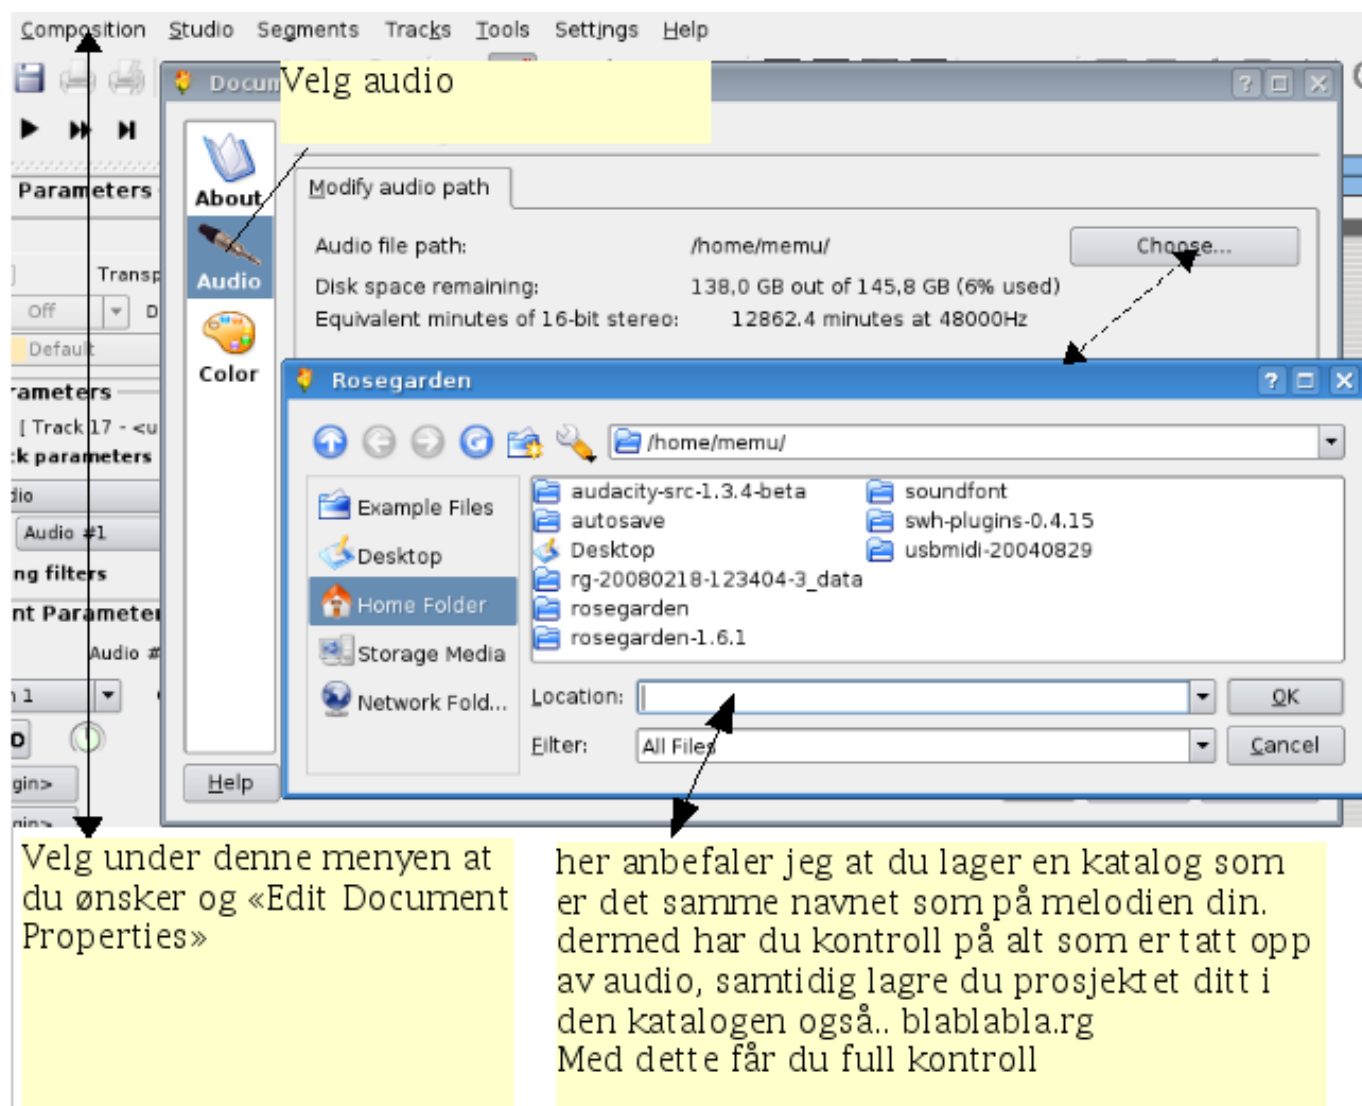 Composition Studio Segments Tracks Tools Settings Help
Velg audio
Docum
Parameters
About
Modify audio path
Audio file path: /home/memu/ Choose...
Transp
Audio
Disk space remaining: 138,0 GB out of 145,8 GB (6% used)
Off
Equivalent minutes of 16-bit stereo: 12862.4 minutes at 48000Hz
Default
Color
Rosegarden
rameters
[ Track 17 - <u
/home/memu/
ck parameters
dio
Audio #1
ng filters
nt Parameter
Audio #
n 1
gin>
gin>
Example Files
Desktop
Home Folder
Storage Media
Network Fold...
audacity-src-1.3.4-beta soundfont
autosave swh-plugins-0.4.15
Desktop usbmidi-20040829
rg-20080218-123404-3_data
rosegarden
rosegarden-1.6.1
Location: OK
Filter: All Files Cancel
Help
Velg under denne menyen at
du ønsker og «Edit Document
Properties»
her anbefaler jeg at du lager en katalog som
er det samme navnet som på melodien din.
dermed har du kontroll på alt som er tatt opp
av audio, samtidig lagre du prosjektet ditt i
den katalogen også.. blablabla.rg
Med dette får du full kontroll